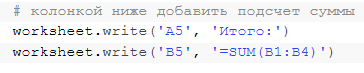 # колонкой ниже добавить подсчет суммы
worksheet.write('A5', 'Итого:')
worksheet.write('B5', '=SUM(B1:B4)')